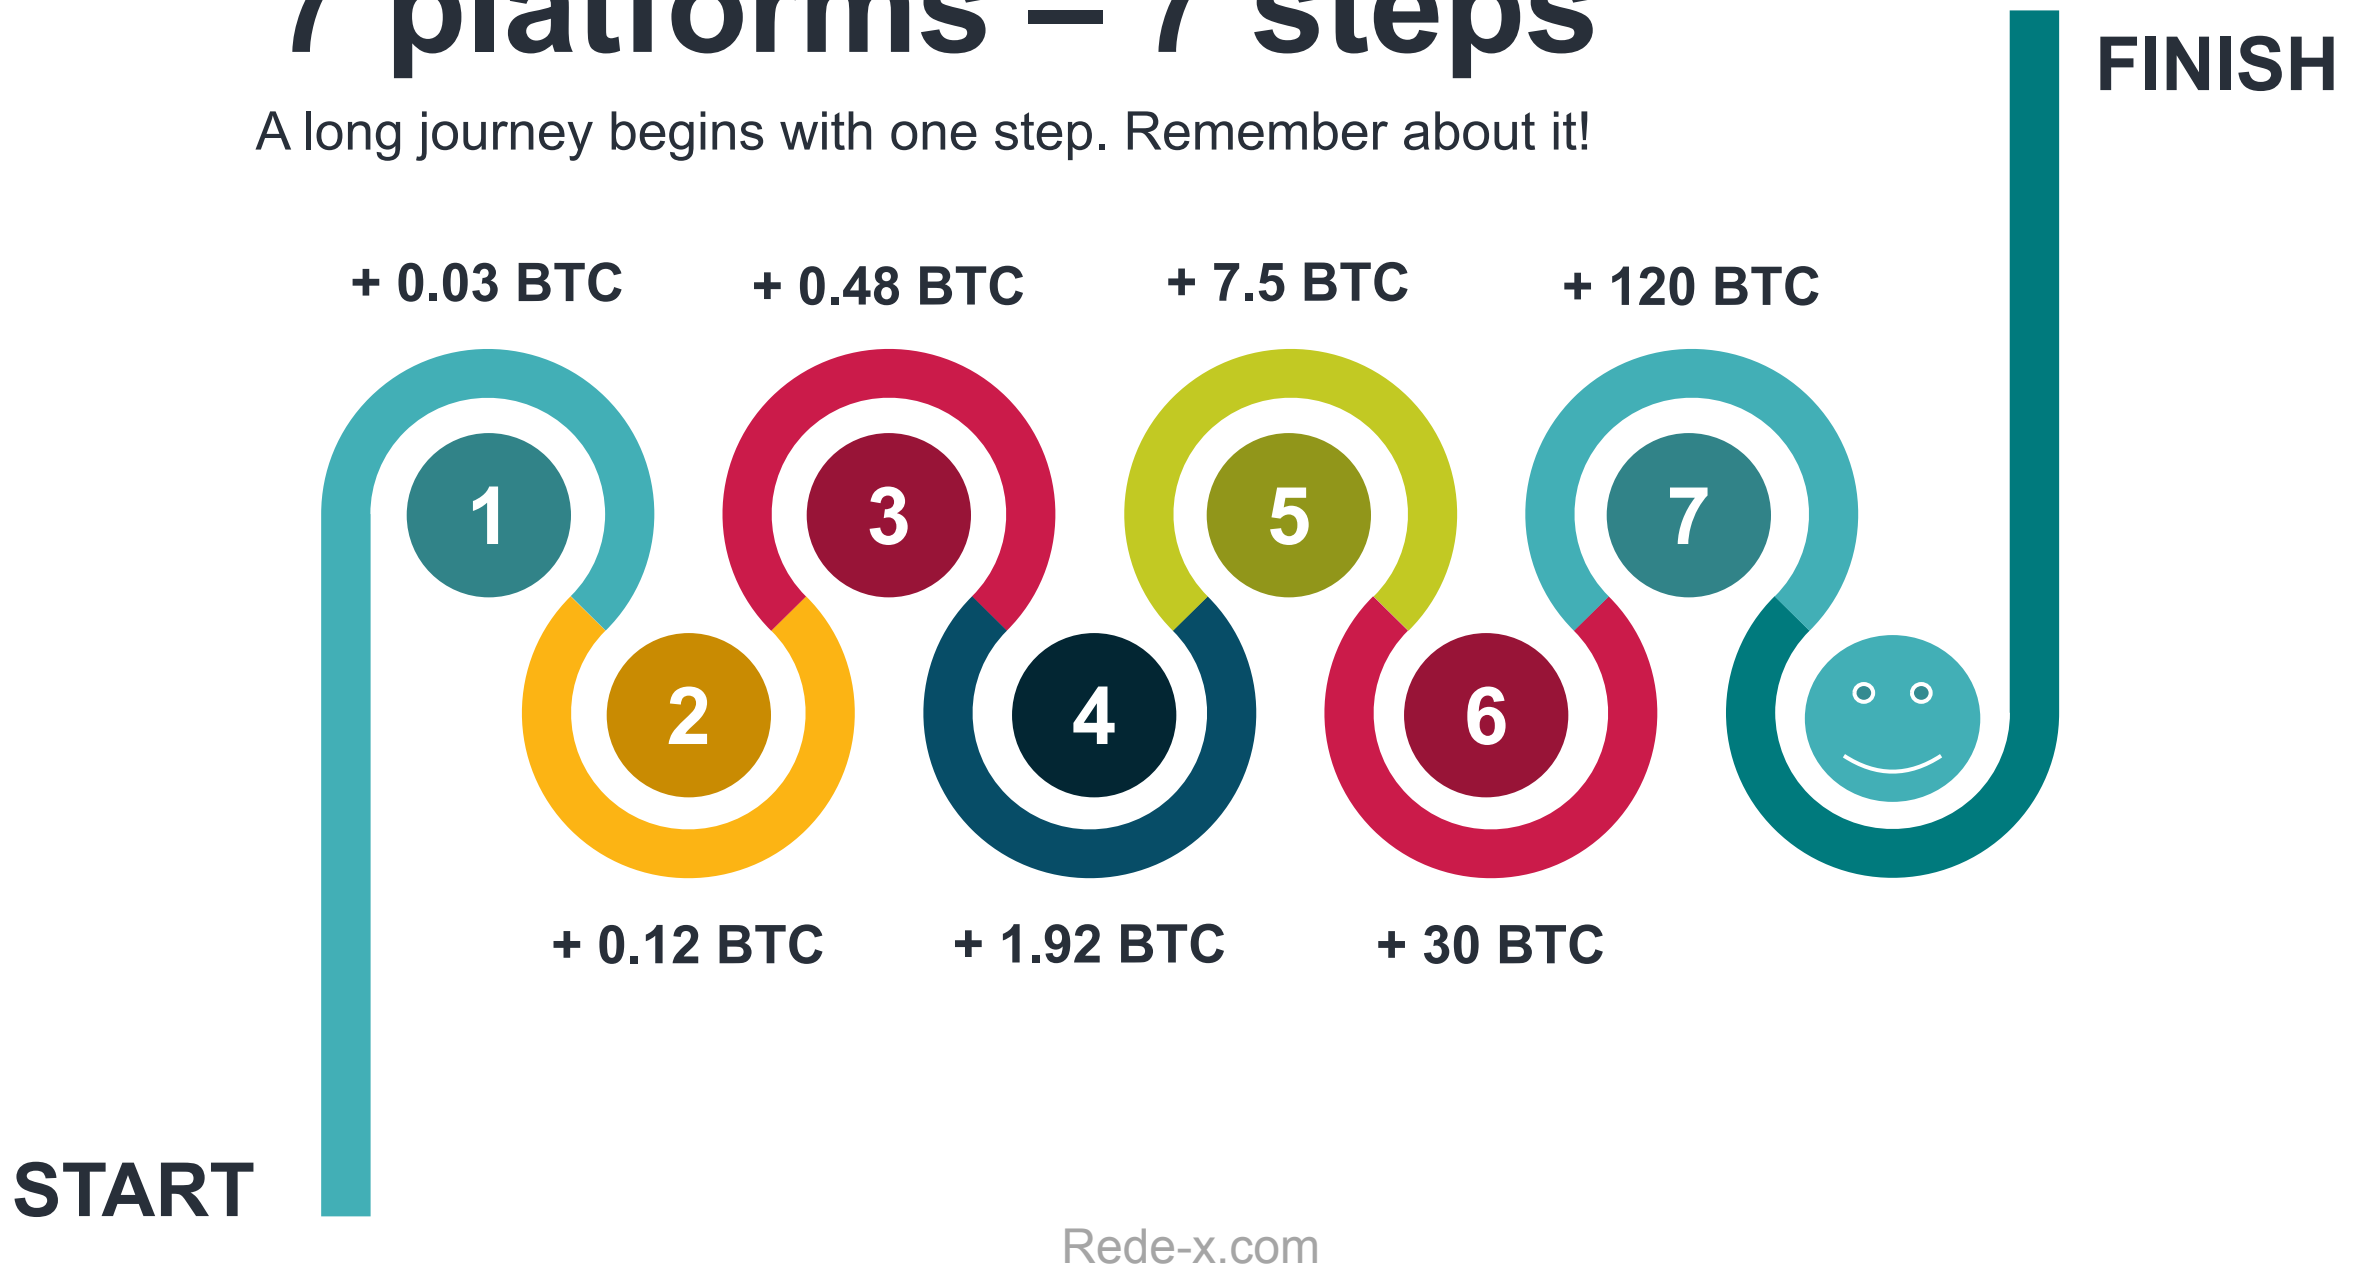 7 platforms – 7 steps
FINISH
A long journey begins with one step. Remember about it!
+ 0.03 BTC
+ 0.48 BTC
+ 7.5 BTC
+ 120 BTC
1
3
5
7
2
4
6
+ 0.12 BTC
+ 1.92 BTC
+ 30 BTC
START
Rede-x.com